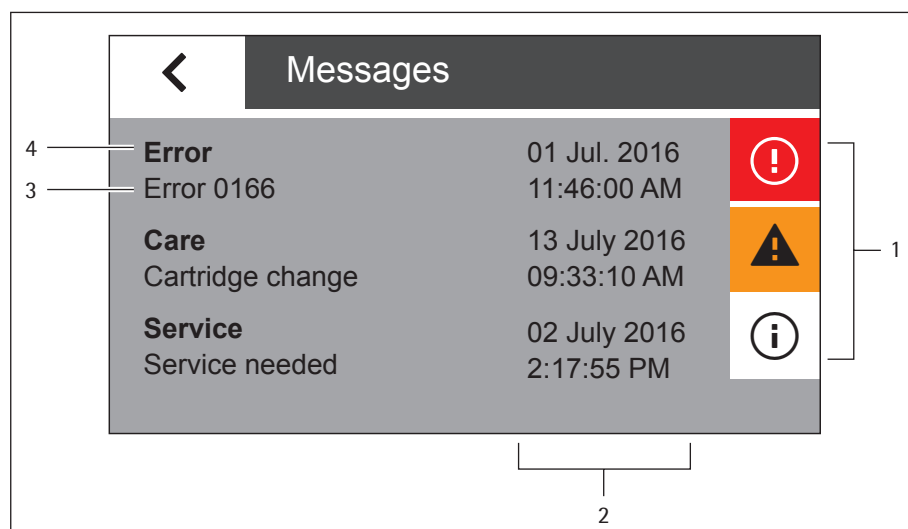 Messages
4
Error
01 Jul. 2016
3
Error 0166
11:46:00 AM
Care
13 July 2016
1
Cartridge change
09:33:10 AM
Service
02 July 2016
Service needed
2:17:55 PM
2